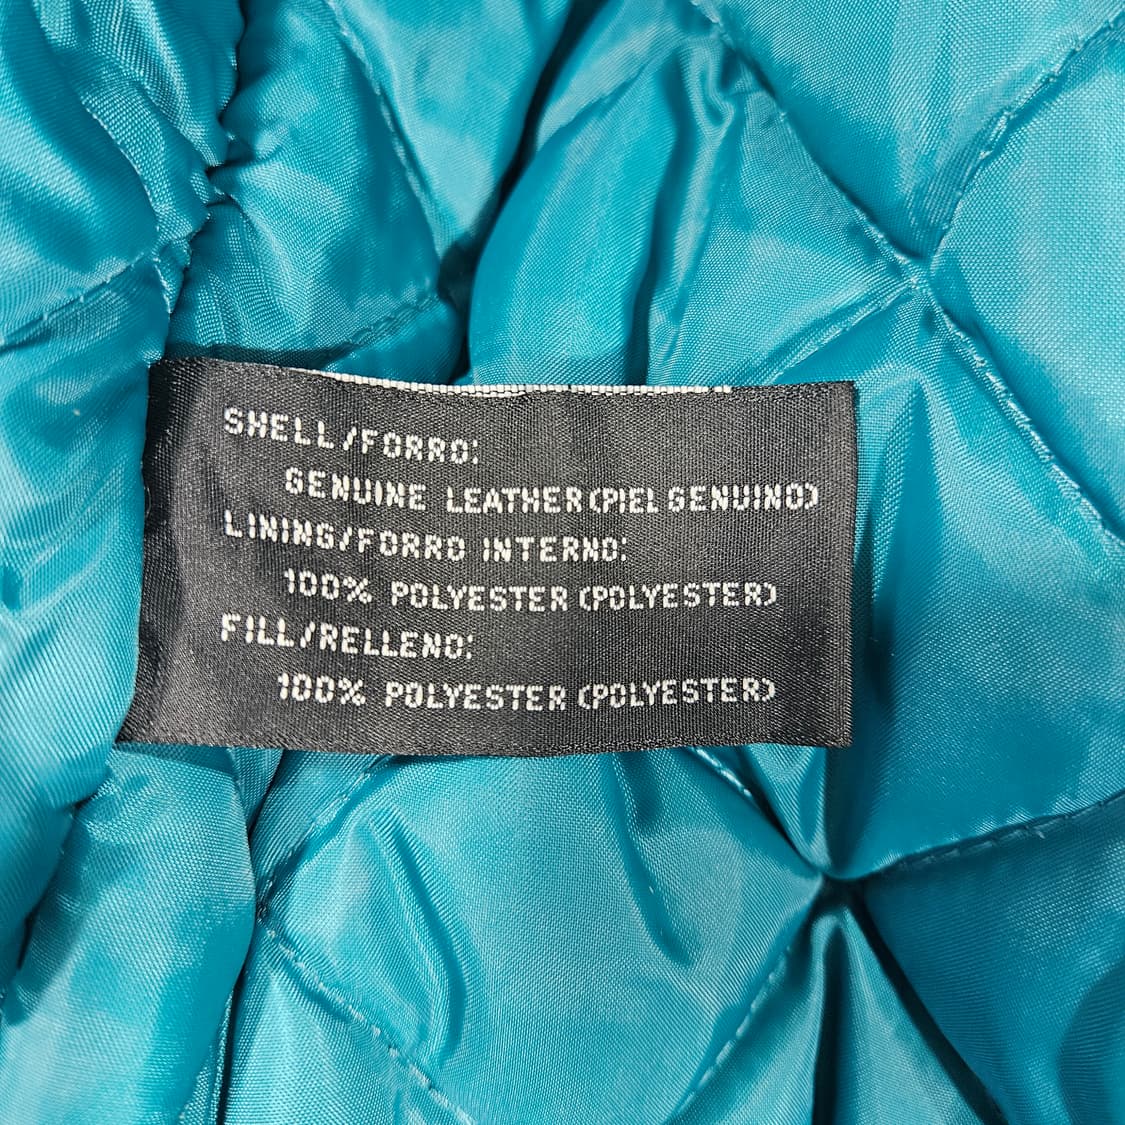 SHELL/FORRO:
GENUINE LEATHER (PIEL GENUINO)
LINING/FORRO INTERNO:
100% POLYESTER (POLYESTER)
FILL/RELLENO:
100% POLYESTER (POLYESTER)